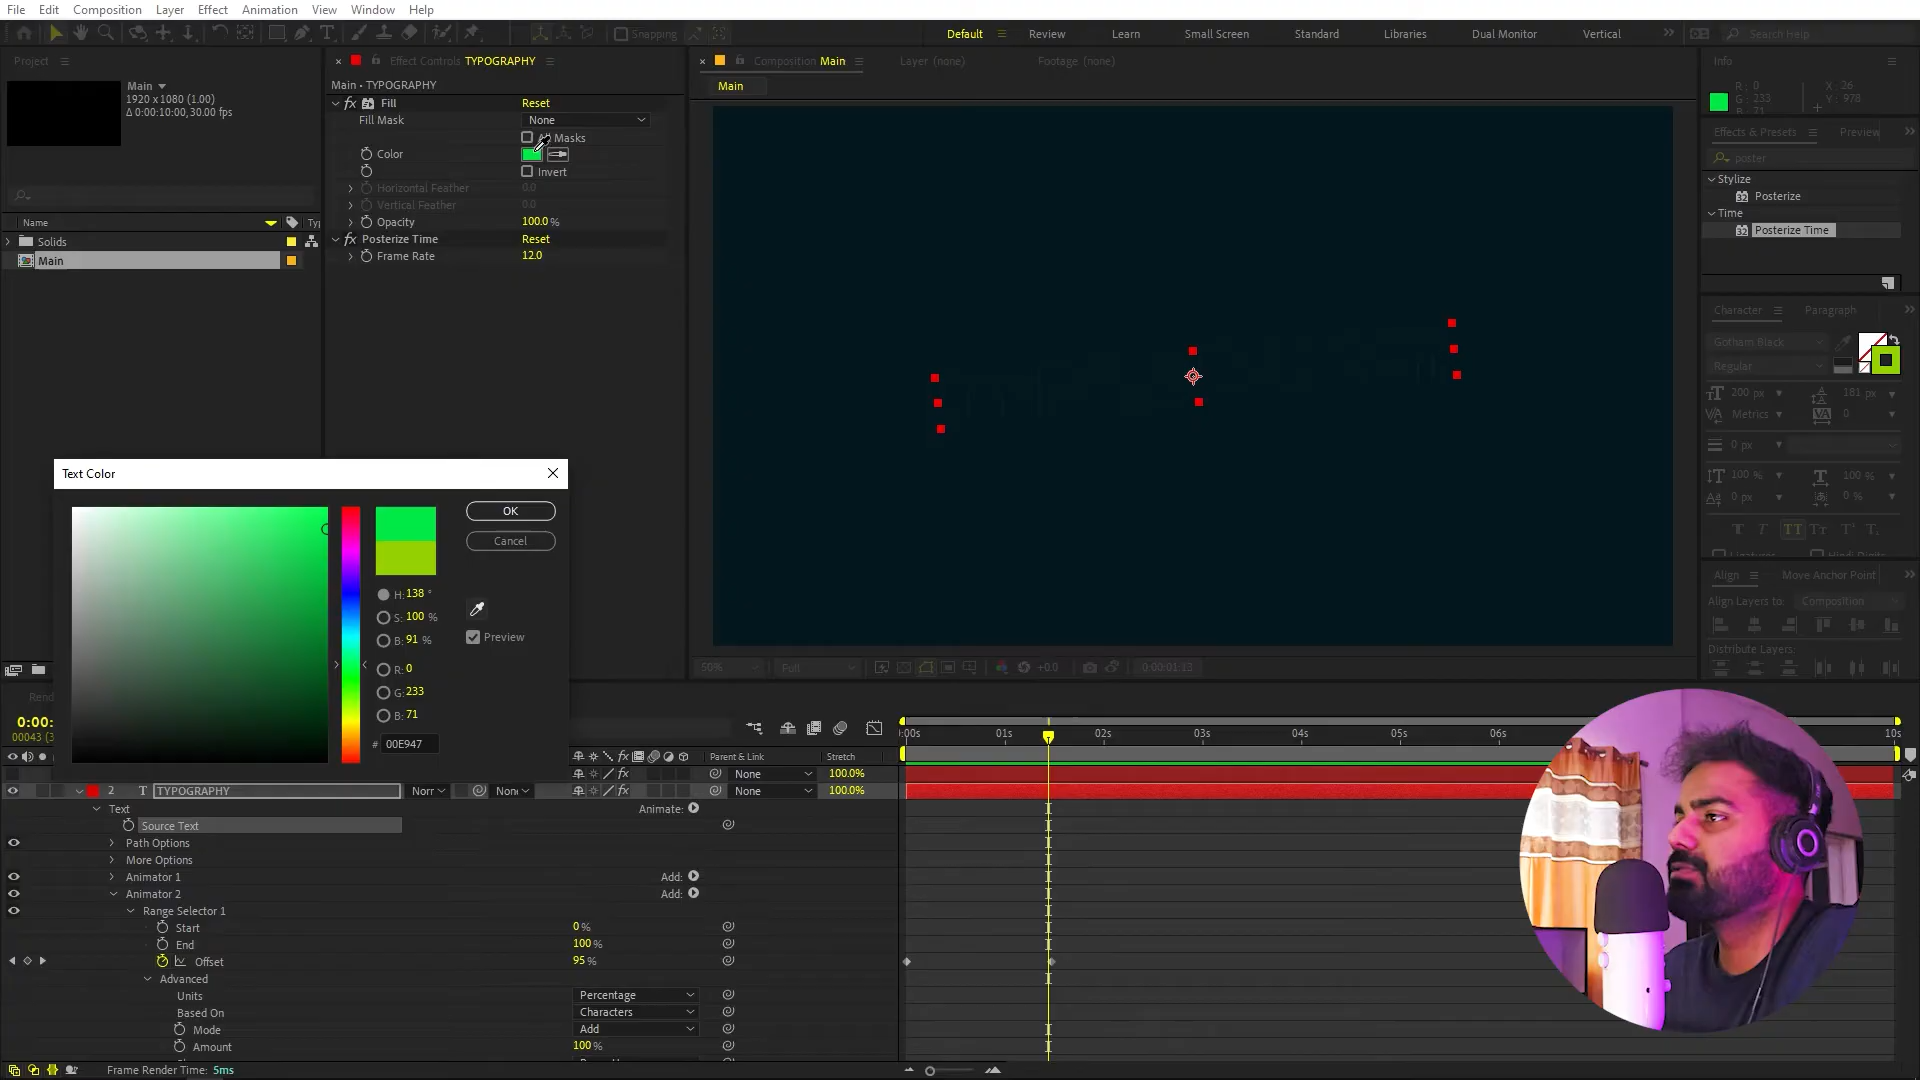 File Edit Composition Layer Effect Animation View Window Help
Snapping
Default Review Learn Small Screen Standard Libraries Dual Monitor Vertical Search Help
Project
Main
1920 x 1080 (1.00)
Δ 0:00:10:00, 30.00 fps
Name
Solids
Main
Effect Controls TYPOGRAPHY
Main • TYPOGRAPHY
fx Fill Reset
Fill Mask None
All Masks
Color
Invert
Horizontal Feather 0.0
Vertical Feather 0.0
Opacity 100.0 %
fx Posterize Time Reset
Frame Rate 12.0
Composition Main Layer (none) Footage (none)
Main
50% Full +0.0 0:00:01:13
Info
R: 0 X: 26
G: 233 Y: 978
B: 71
Effects & Presets Preview
poster
Stylize
Posterize
Time
Posterize Time
Character Paragraph
Gotham Black
Regular
200 px 181 px
Metrics 0
0 px
100 % 100 %
0 px 0 %
TT
Ligatures Hindi Digits
Align Move Anchor Point
Align Layers to: Composition
Distribute Layers:
Text Color
OK
Cancel
H: 138 °
S: 100 %
B: 91 %
Preview
R: 0
G: 233
B: 71
# 00E947
0:00:
00043 (3
Parent & Link Stretch
None 100.0%
2 T TYPOGRAPHY Norr None 100.0%
Text Animate:
Source Text
Path Options
More Options
Animator 1 Add:
Animator 2 Add:
Range Selector 1
Start 0 %
End 100 %
Offset 95 %
Advanced
Units Percentage
Based On Characters
Mode Add
Amount 100 %
Frame Render Time: 5ms
:00s 01s 02s 03s 04s 05s 06s 10s